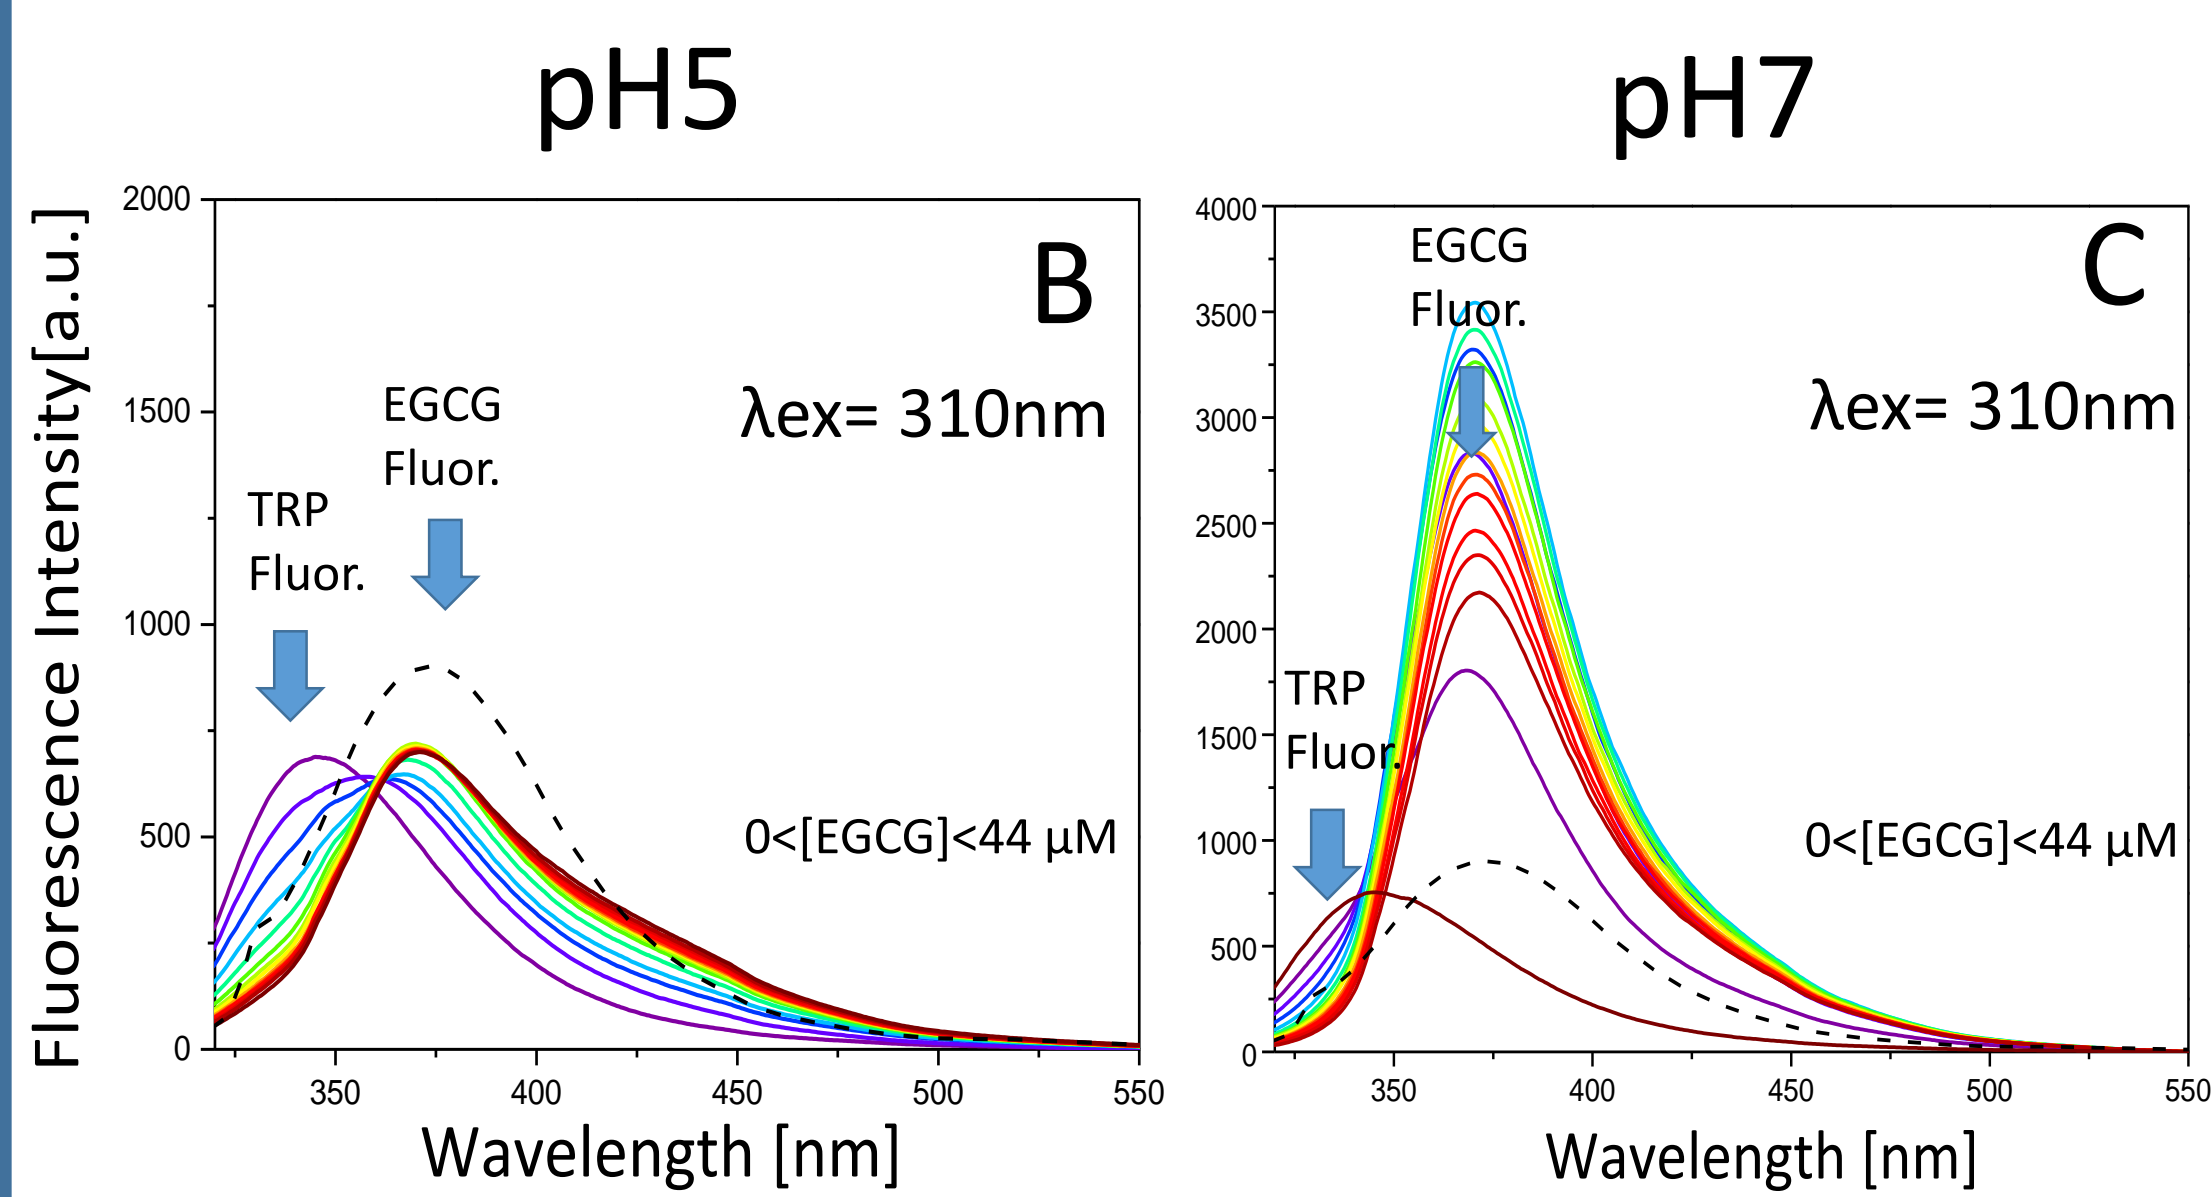 pH5
pH7
Fluorescence Intensity[a.u.]
2000
1500
1000
500
0
B
EGCG
Fluor.
λex= 310nm
TRP
Fluor.
0<[EGCG]<44 µM
350
400
450
500
550
Wavelength [nm]
4000
3500
3000
2500
2000
1500
1000
500
0
C
EGCG
Fluor.
λex= 310nm
TRP
Fluor.
0<[EGCG]<44 µM
350
400
450
500
550
Wavelength [nm]